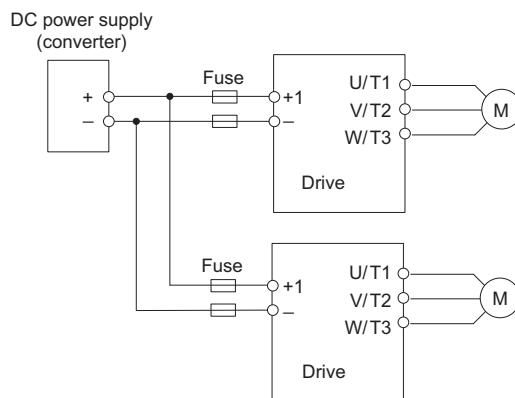 DC power supply
(converter)
+
–
Fuse
+1
–
U/T1
V/T2
W/T3
M
Drive
Fuse
+1
–
U/T1
V/T2
W/T3
M
Drive